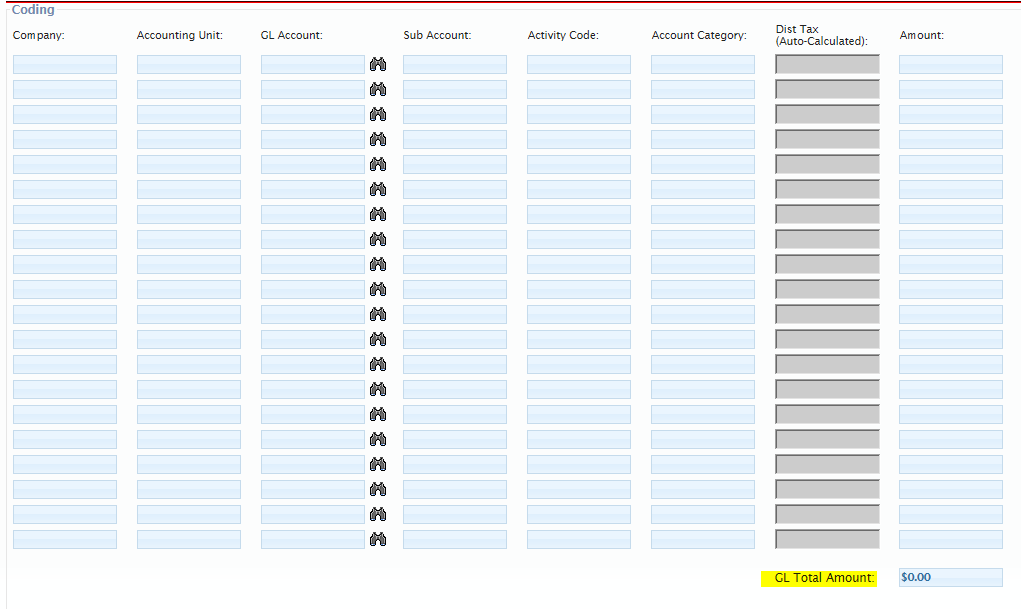 Coding
Company: Accounting Unit: GL Account: Sub Account: Activity Code: Account Category: Dist Tax (Auto-Calculated): Amount:
GL Total Amount: $0.00